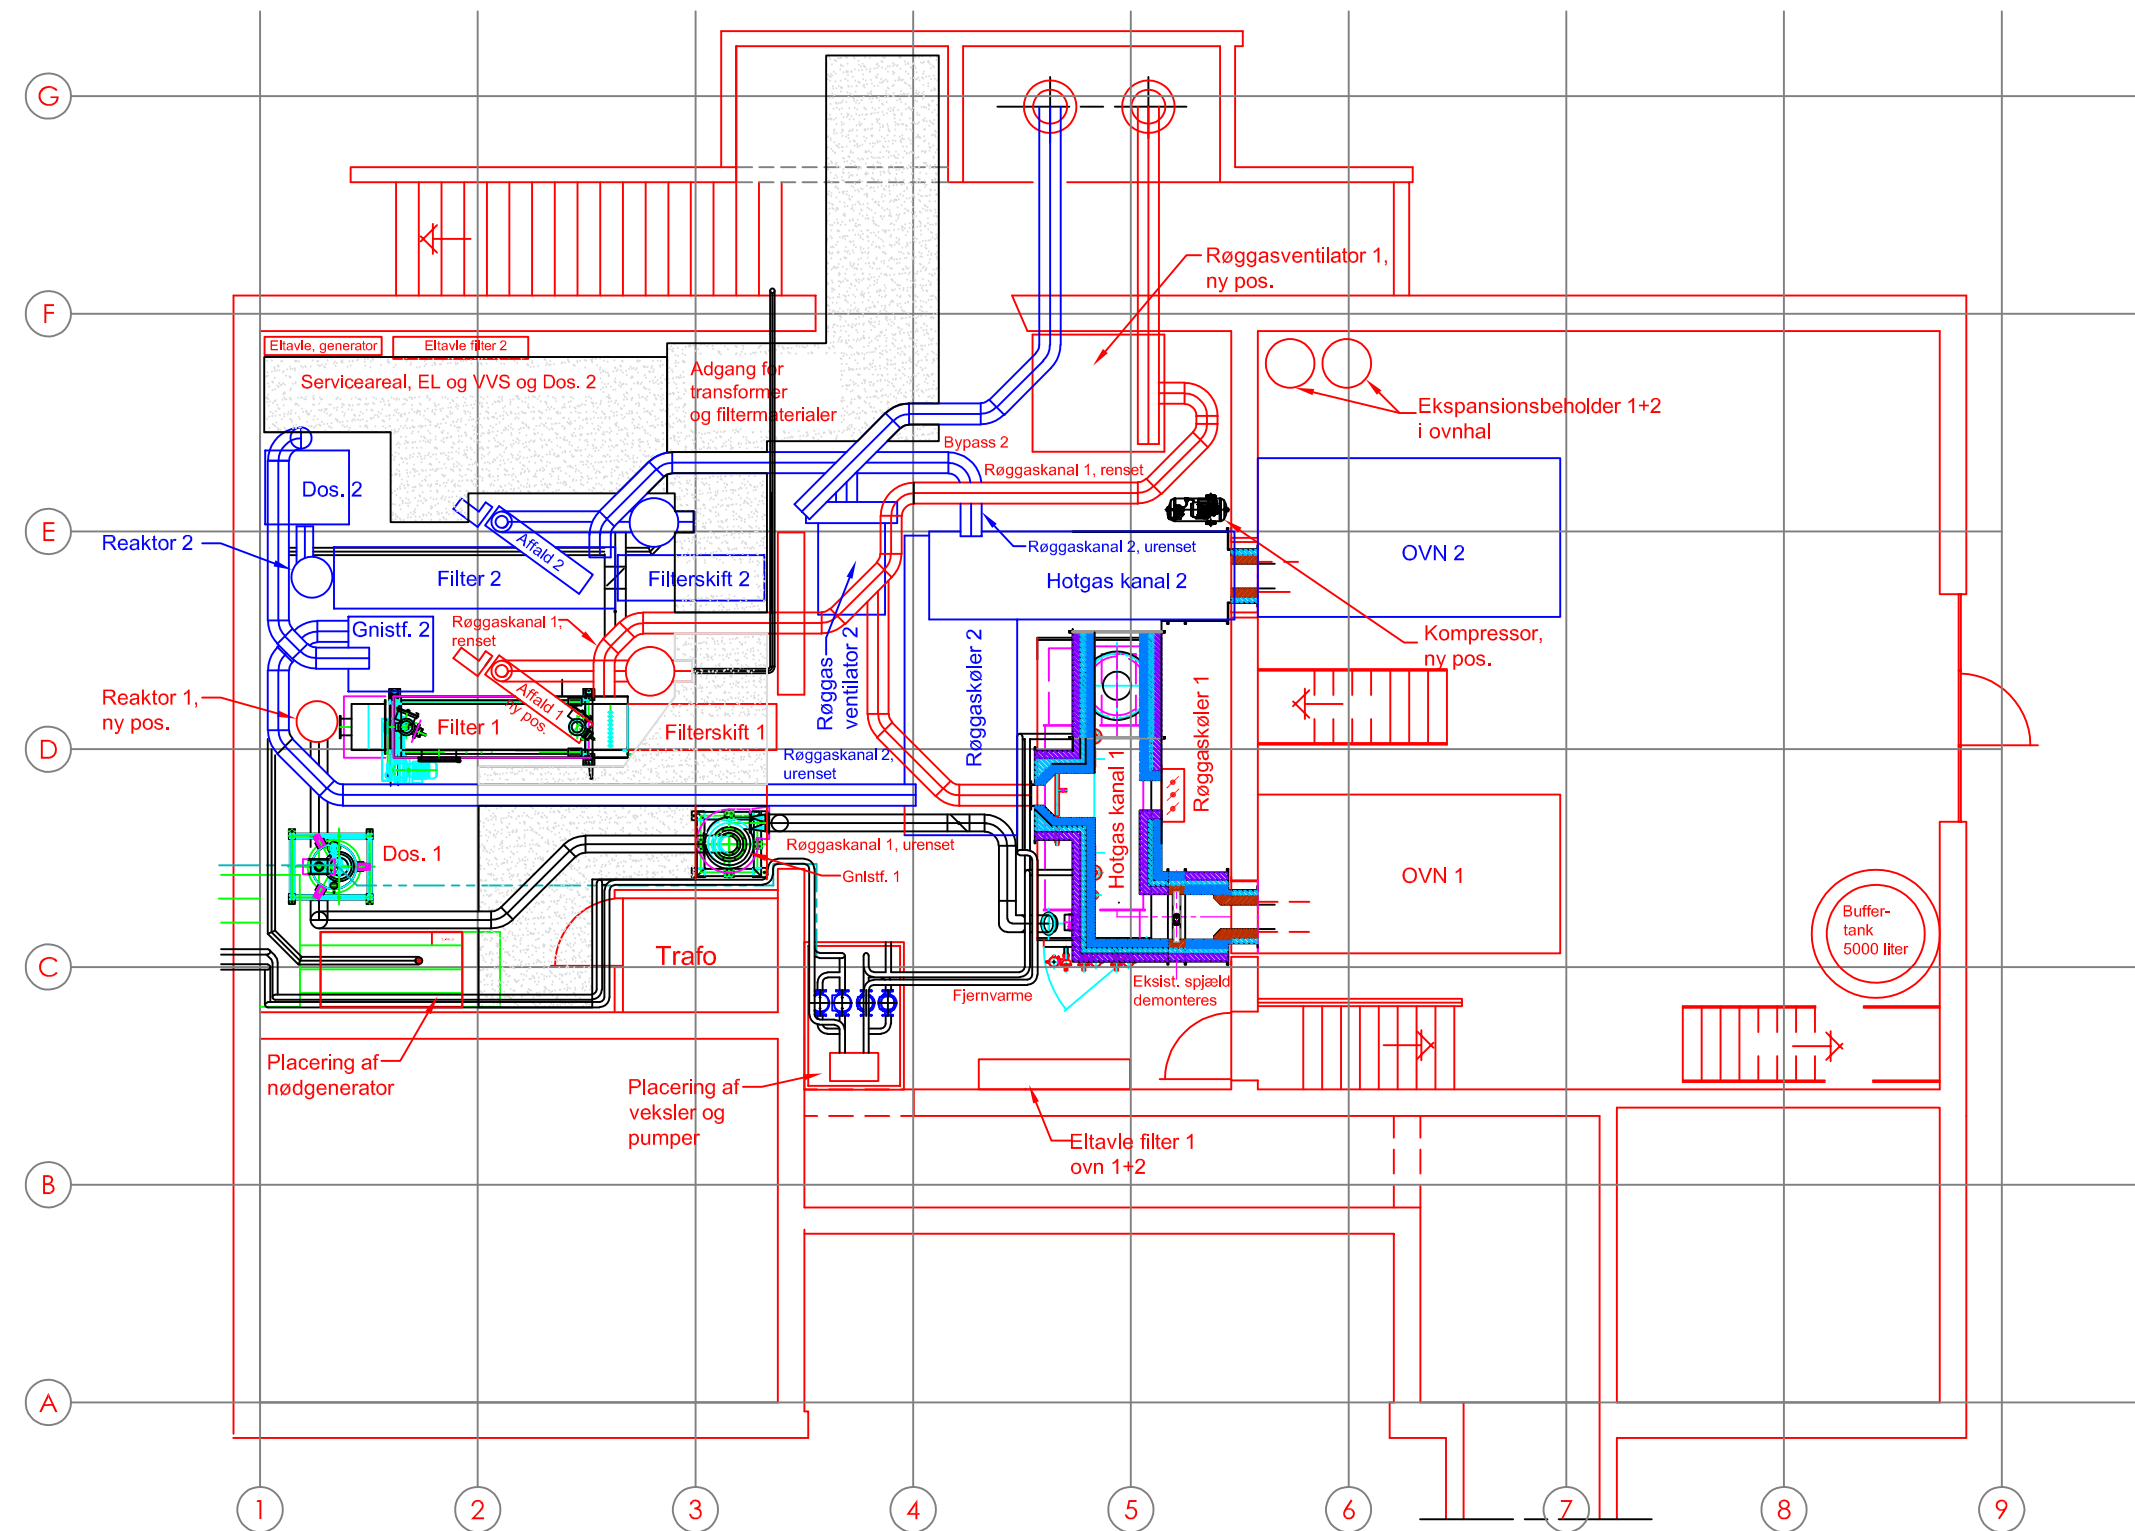 G
Røggasventilator 1,
ny pos.
F
Eltavle, generator
Eltavle filter 2
Serviceareal, EL og VVS og Dos. 2
Adgang for
transformer
og filtermaterialer
Ekspansionsbeholder 1+2
i ovnhal
Bypass 2
Røggaskanal 1, renset
Dos. 2
E
Reaktor 2
Affald 2
Røggaskanal 2, urenset
OVN 2
Filter 2
Filterskift 2
Hotgas kanal 2
Røggaskanal 1,
renset
Gnistf. 2
Røggas
ventilator 2
Røggaskøler 2
Kompressor,
ny pos.
Reaktor 1,
ny pos.
Affald 1
ny pos.
Filter 1
Filterskift 1
Røggaskøler 1
Hotgas kanal 1
D
Røggaskanal 2,
urenset
Dos. 1
Røggaskanal 1, urenset
Gnistf. 1
OVN 1
Buffer-
tank
5000 liter
Trafo
C
Fjernvarme
Eksist. spjæld
demonteres
Placering af
nødgenerator
Placering af
veksler og
pumper
Eltavle filter 1
ovn 1+2
B
A
1
2
3
4
5
6
7
8
9